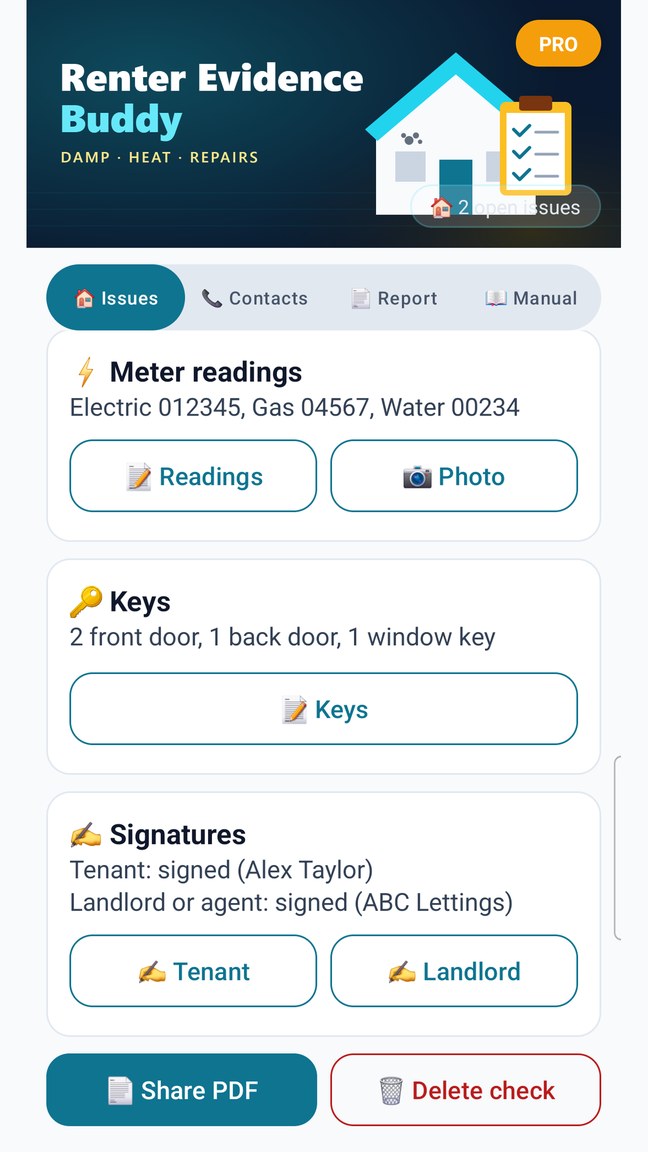 PRO
Renter Evidence
Buddy
DAMP · HEAT · REPAIRS
2 open issues
Issues
Contacts
Report
Manual
Meter readings
Electric 012345, Gas 04567, Water 00234
Readings
Photo
Keys
2 front door, 1 back door, 1 window key
Keys
Signatures
Tenant: signed (Alex Taylor)
Landlord or agent: signed (ABC Lettings)
Tenant
Landlord
Share PDF
Delete check